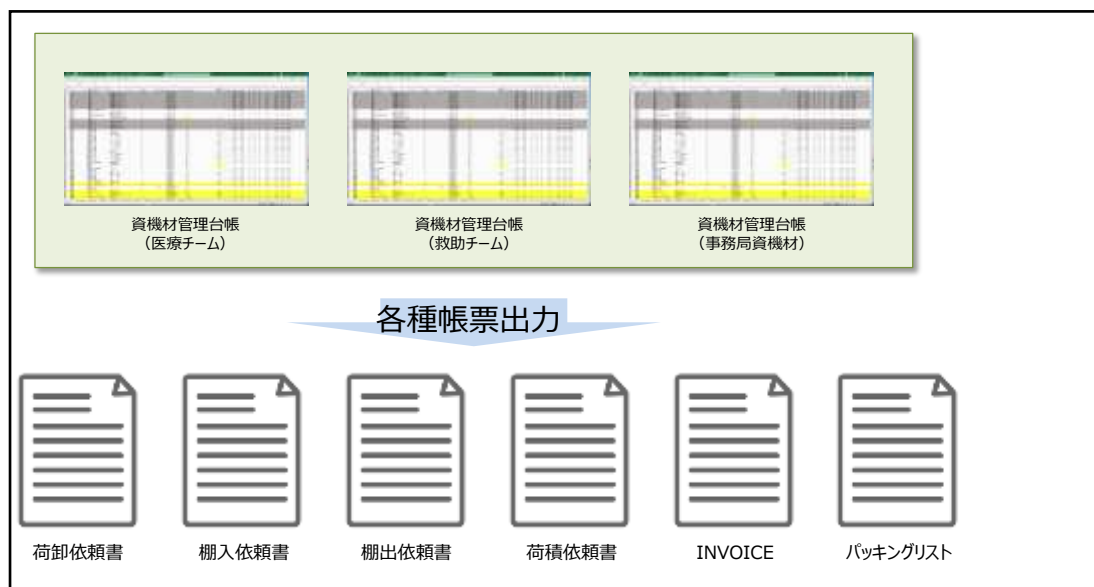 資機材管理台帳
（医療チーム）
資機材管理台帳
（救助チーム）
資機材管理台帳
（事務局資機材）
各種帳票出力
荷卸依頼書
棚入依頼書
棚出依頼書
荷積依頼書
INVOICE
パッキングリスト